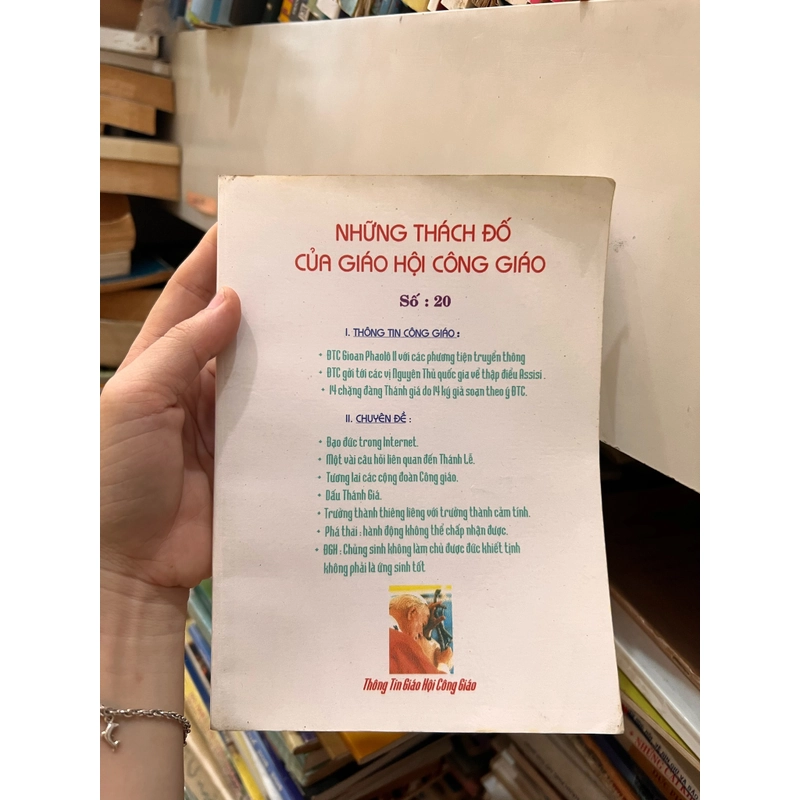 NHỮNG THÁCH ĐỐ
CỦA GIÁO HỘI CÔNG GIÁO
Số : 20
I. THÔNG TIN CÔNG GIÁO :
• ĐTC Gioan Phaolô II với các phương tiện truyền thông
• ĐTC gởi tới các vị Nguyên Thủ quốc gia về thập điều Assisi .
• 14 chặng đàng Thánh giá do 14 ký giả soạn theo ý ĐTC.
II. CHUYÊN ĐỀ :
• Đạo đức trong Internet.
• Một vài câu hỏi liên quan đến Thánh Lễ.
• Tương lai các cộng đoàn Công giáo.
• Dấu Thánh Giá.
• Trưởng thành thiêng liêng với trưởng thành cảm tính.
• Phá thai : hành động không thể chấp nhận được.
• ĐGH : Chủng sinh không làm chủ được đức khiết tịnh
không phải là ứng sinh tốt
Thông Tin Giáo Hội Công Giáo